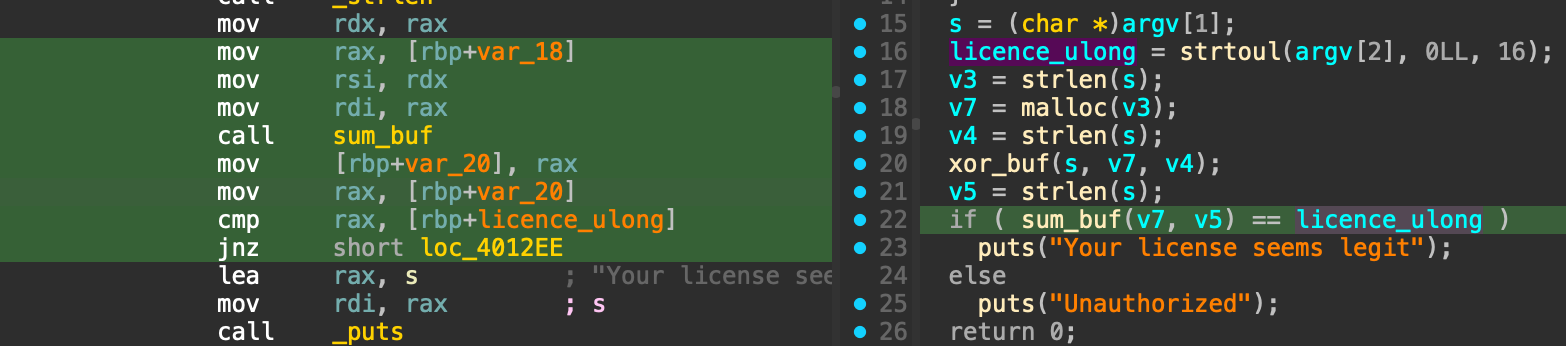 call _strlen
mov rdx, rax
mov rax, [rbp+var_18]
mov rsi, rdx
mov rdi, rax
call sum_buf
mov [rbp+var_20], rax
mov rax, [rbp+var_20]
cmp rax, [rbp+licence_ulong]
jnz short loc_4012EE
lea rax, s ; "Your license see
mov rdi, rax ; s
call _puts
14 }
15 s = (char *)argv[1];
16 licence_ulong = strtoul(argv[2], 0LL, 16);
17 v3 = strlen(s);
18 v7 = malloc(v3);
19 v4 = strlen(s);
20 xor_buf(s, v7, v4);
21 v5 = strlen(s);
22 if ( sum_buf(v7, v5) == licence_ulong )
23 puts("Your license seems legit");
24 else
25 puts("Unauthorized");
26 return 0;